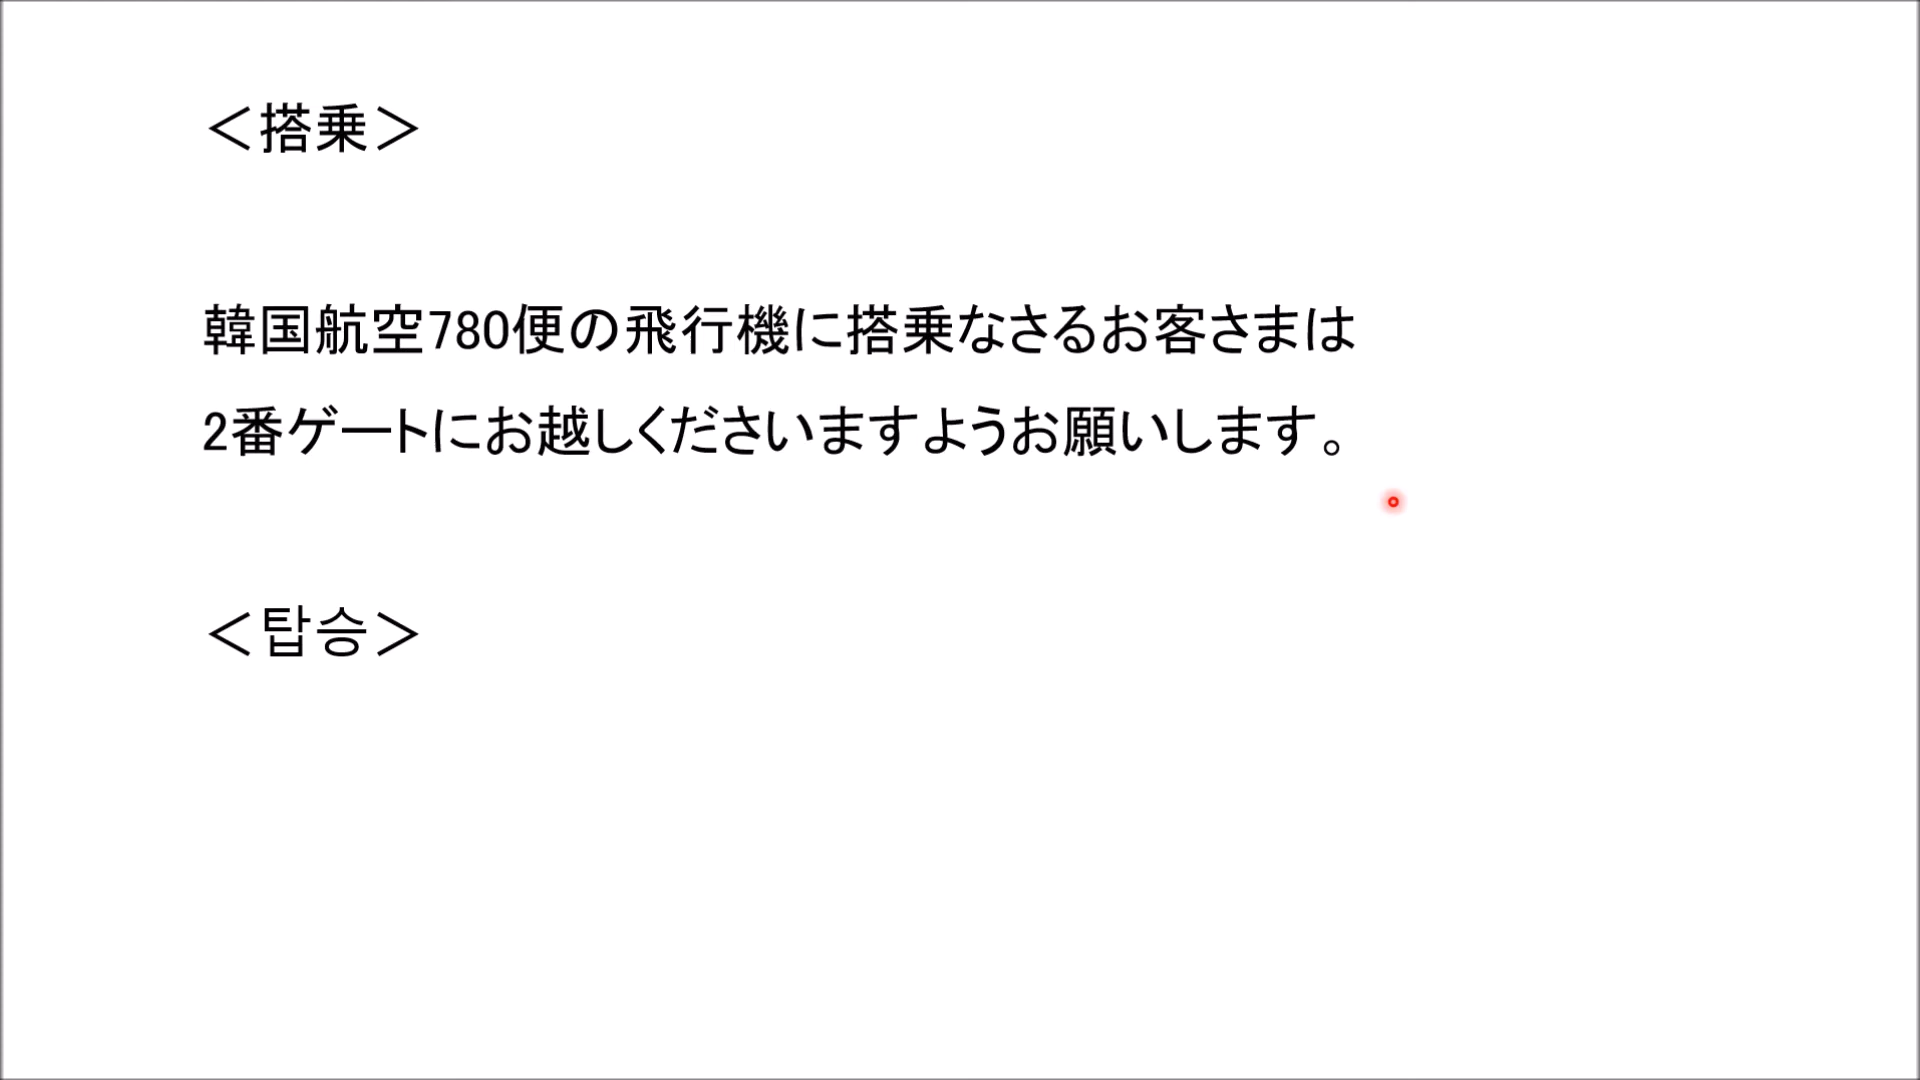 ＜搭乗＞
韓国航空780便の飛行機に搭乗なさるお客さまは
2番ゲートにお越しくださいますようお願いします。
＜탑승＞